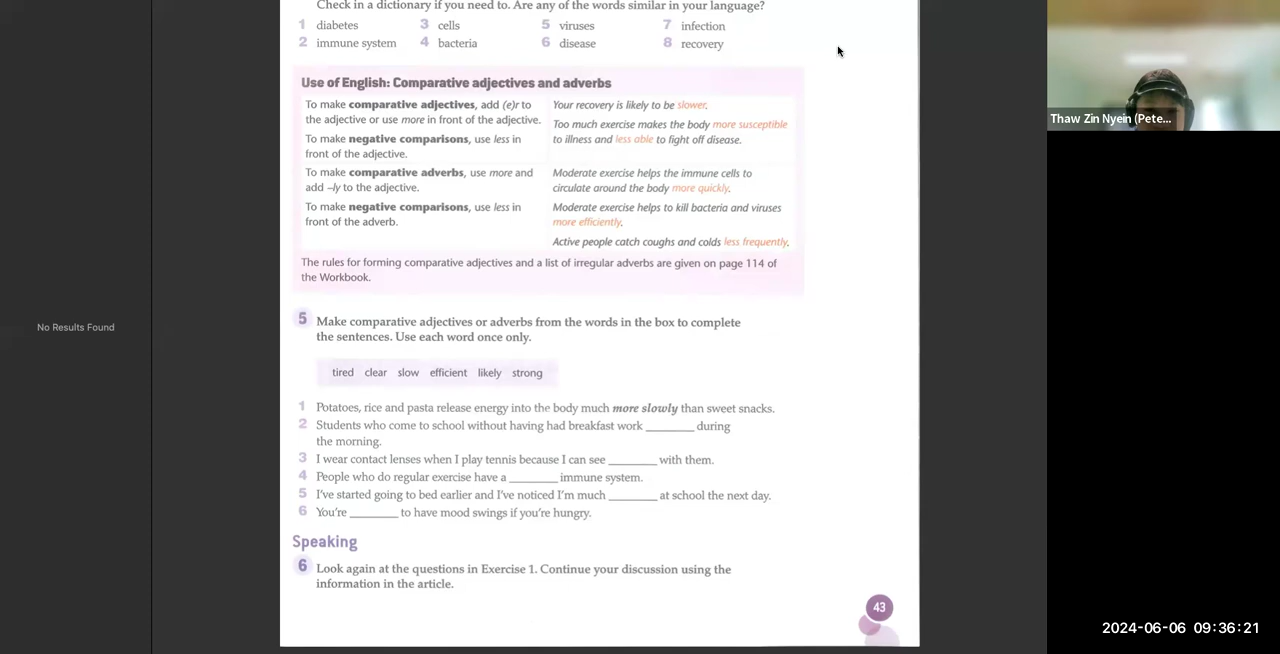 Check in a dictionary if you need to. Are any of the words similar in your language?
1 diabetes 3 cells 5 viruses 7 infection
2 immune system 4 bacteria 6 disease 8 recovery
Use of English: Comparative adjectives and adverbs
To make comparative adjectives, add (e)r to
the adjective or use more in front of the adjective.
To make negative comparisons, use less in
front of the adjective.
Your recovery is likely to be slower.
Too much exercise makes the body more susceptible
to illness and less able to fight off disease.
To make comparative adverbs, use more and
add –ly to the adjective.
To make negative comparisons, use less in
front of the adverb.
Moderate exercise helps the immune cells to
circulate around the body more quickly.
Moderate exercise helps to kill bacteria and viruses
more efficiently.
Active people catch coughs and colds less frequently.
The rules for forming comparative adjectives and a list of irregular adverbs are given on page 114 of
the Workbook.
5 Make comparative adjectives or adverbs from the words in the box to complete
the sentences. Use each word once only.
tired clear slow efficient likely strong
1 Potatoes, rice and pasta release energy into the body much more slowly than sweet snacks.
2 Students who come to school without having had breakfast work ________ during
the morning.
3 I wear contact lenses when I play tennis because I can see ________ with them.
4 People who do regular exercise have a ________ immune system.
5 I've started going to bed earlier and I've noticed I'm much ________ at school the next day.
6 You're ________ to have mood swings if you're hungry.
Speaking
6 Look again at the questions in Exercise 1. Continue your discussion using the
information in the article.
43
No Results Found
Thaw Zin Nyein (Pete...
2024-06-06 09:36:21